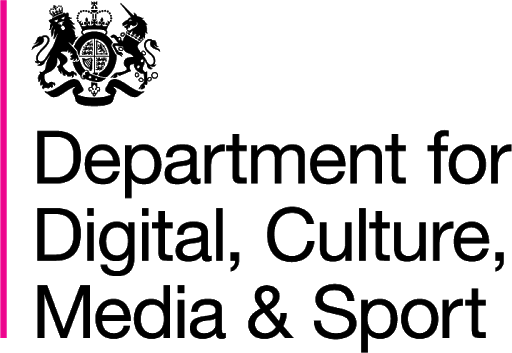 Department for
Digital, Culture,
Media & Sport